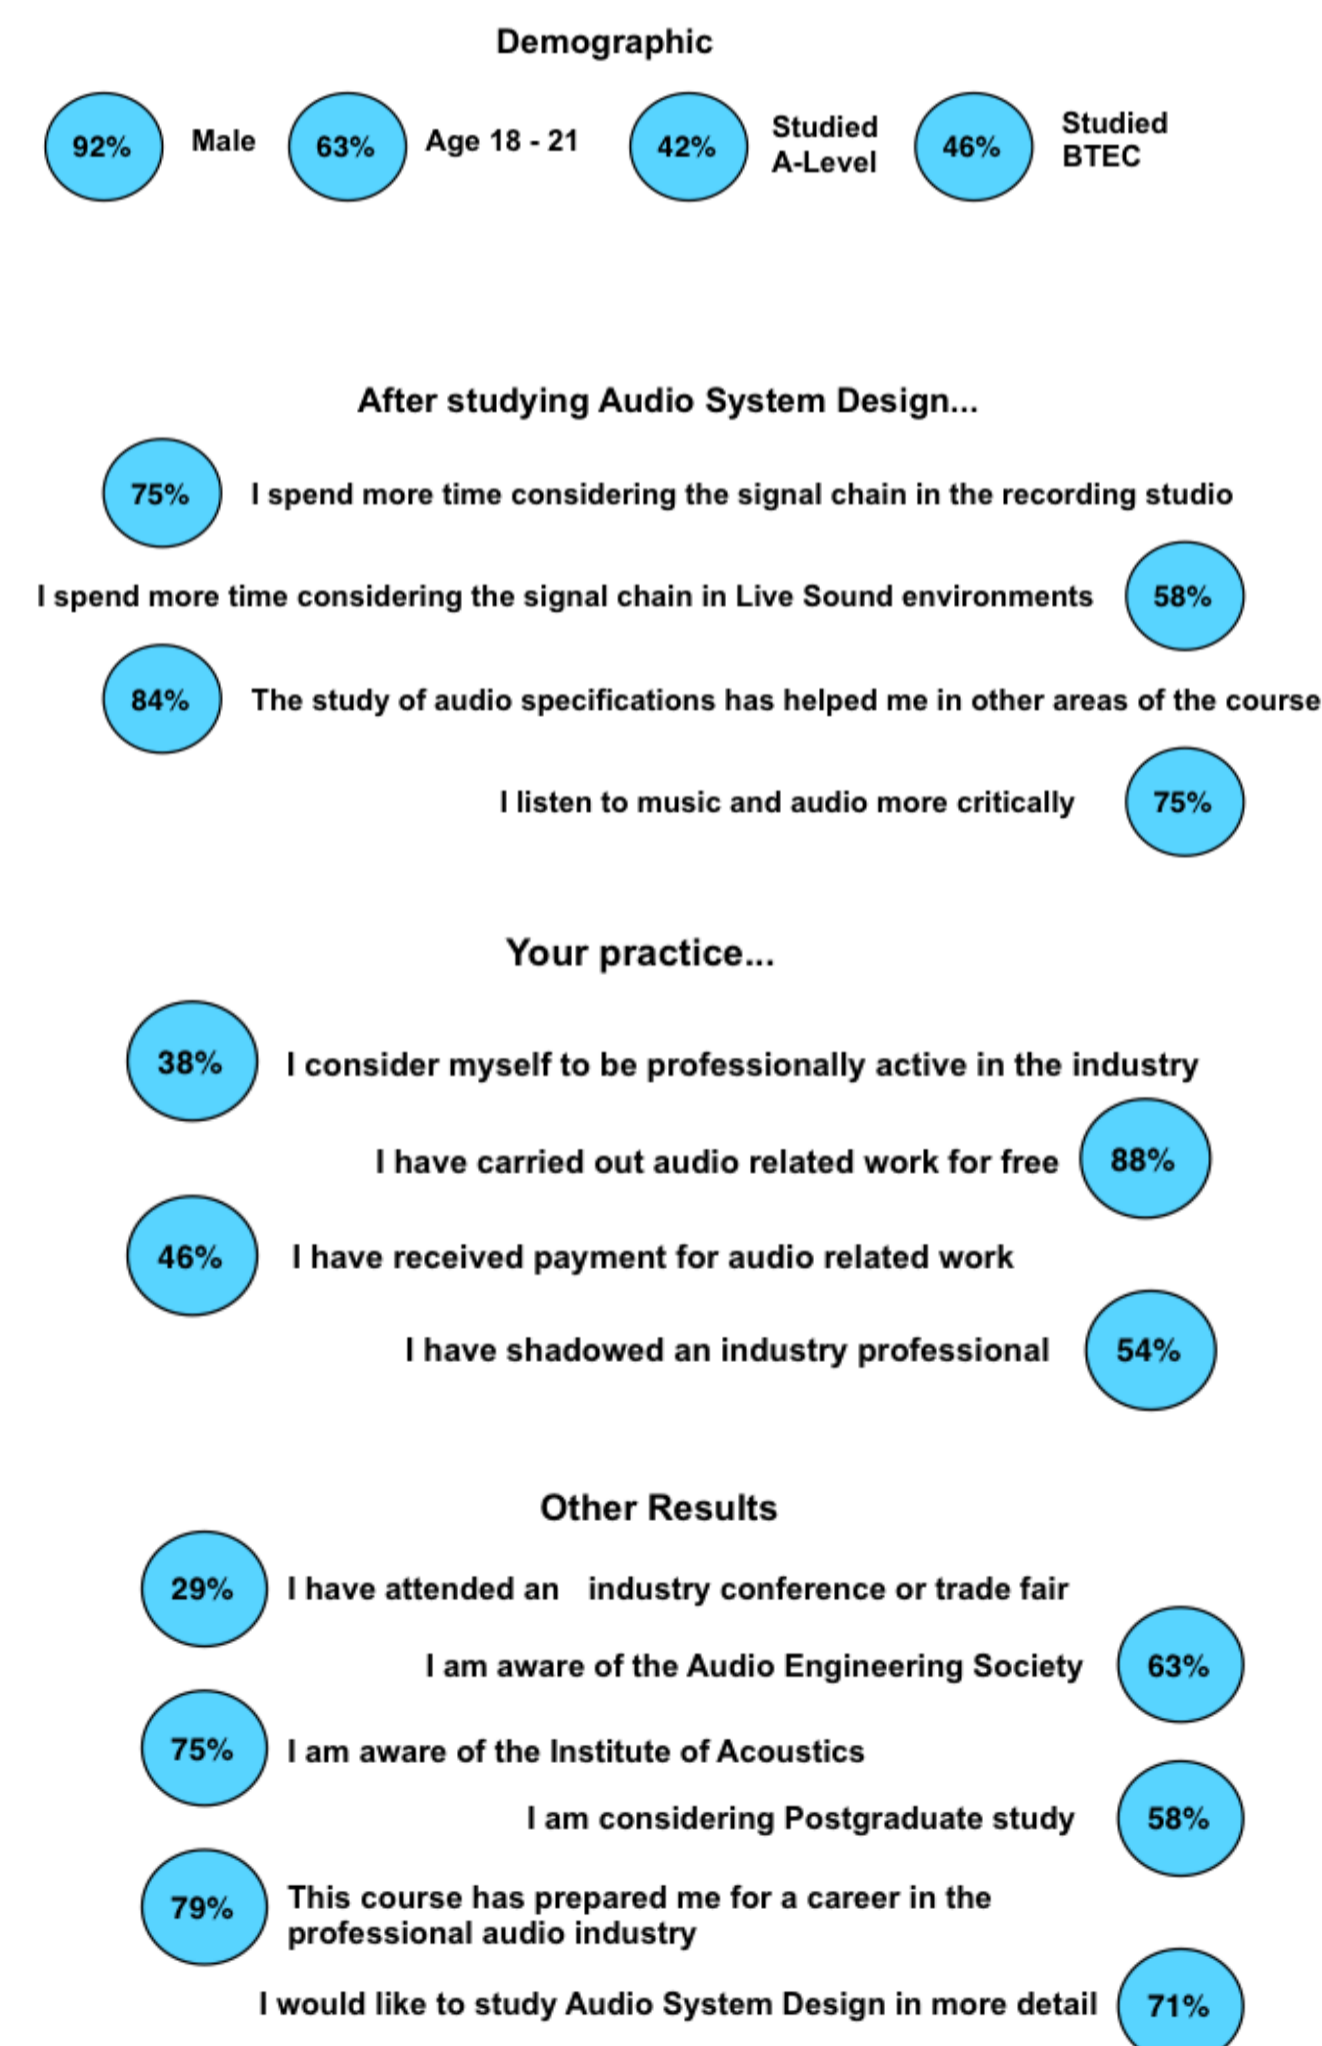 Demographic
92% Male 63% Age 18 - 21 42% Studied A-Level 46% Studied BTEC
After studying Audio System Design...
75% I spend more time considering the signal chain in the recording studio
I spend more time considering the signal chain in Live Sound environments 58%
84% The study of audio specifications has helped me in other areas of the course
I listen to music and audio more critically 75%
Your practice...
38% I consider myself to be professionally active in the industry
I have carried out audio related work for free 88%
46% I have received payment for audio related work
I have shadowed an industry professional 54%
Other Results
29% I have attended an industry conference or trade fair
I am aware of the Audio Engineering Society 63%
75% I am aware of the Institute of Acoustics
I am considering Postgraduate study 58%
79% This course has prepared me for a career in the
professional audio industry
I would like to study Audio System Design in more detail 71%